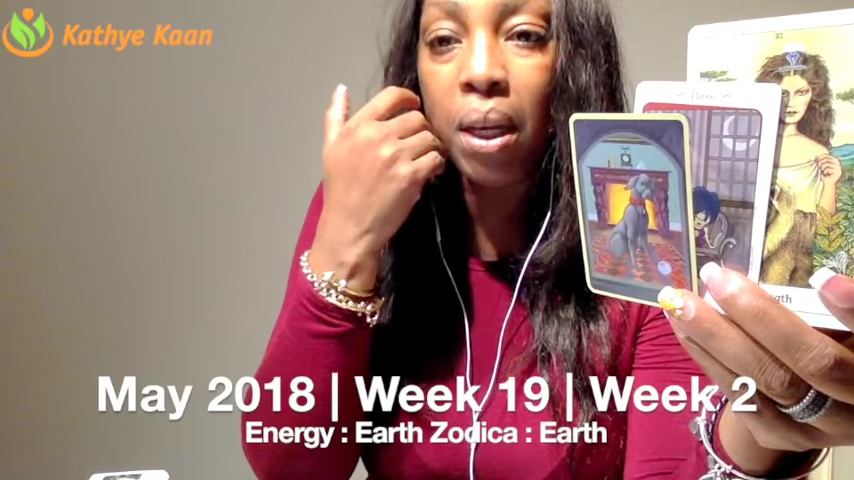 Kathye Kaan
May 2018 | Week 19 | Week 2
Energy : Earth Zodica : Earth